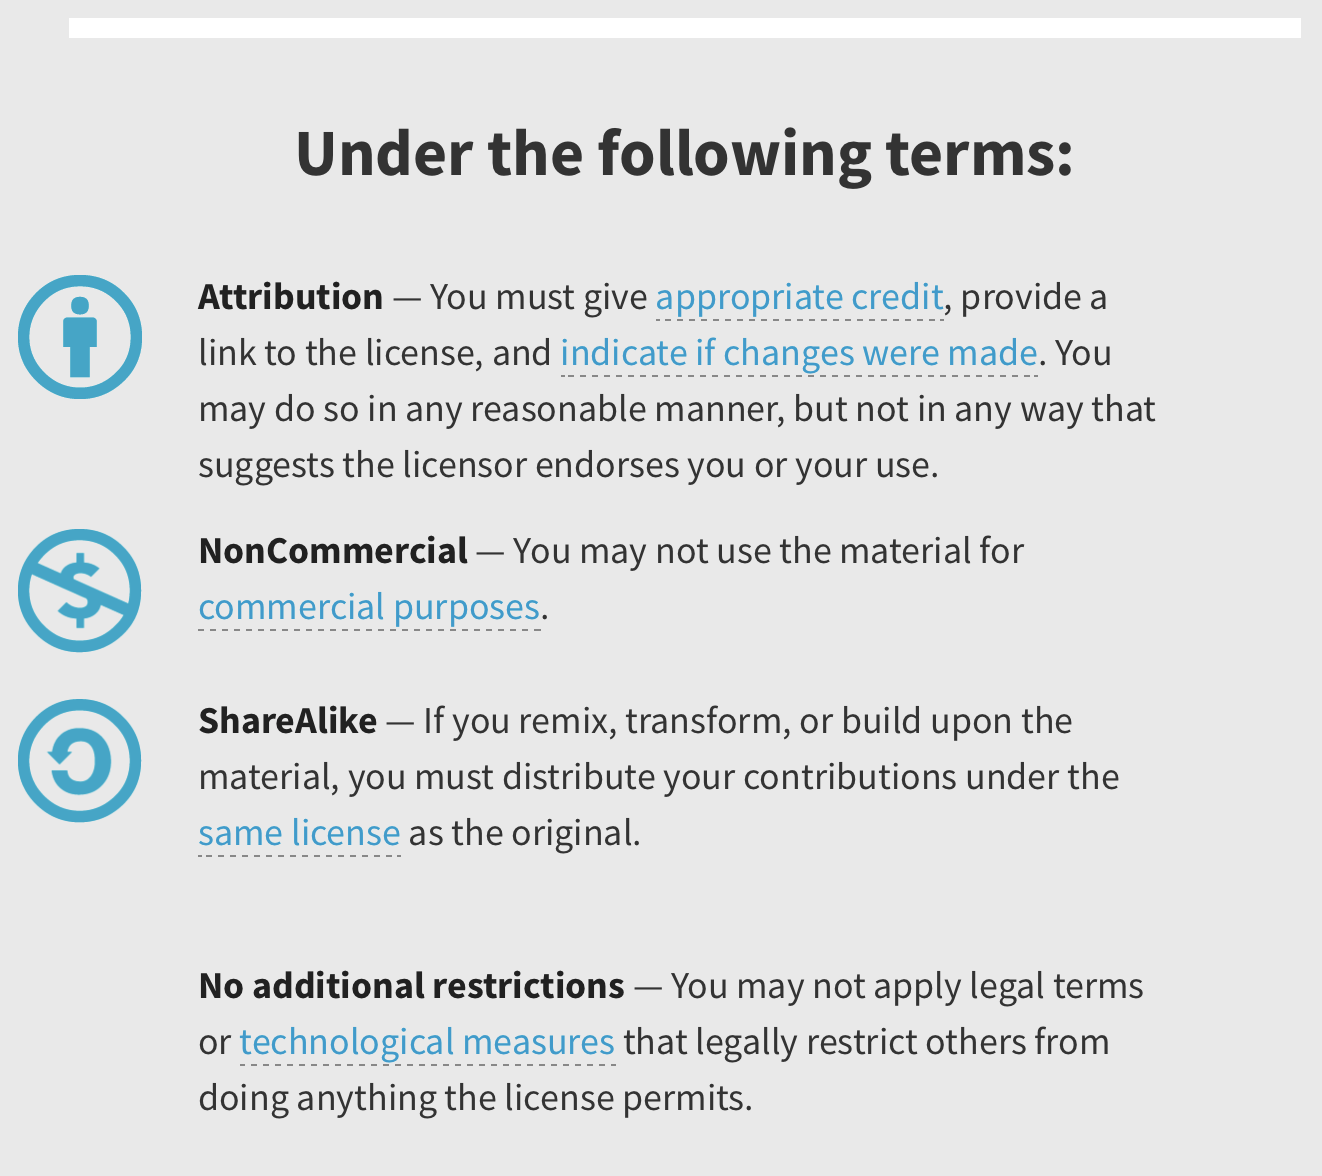 Under the following terms:
Attribution — You must give appropriate credit, provide a
link to the license, and indicate if changes were made. You
may do so in any reasonable manner, but not in any way that
suggests the licensor endorses you or your use.
NonCommercial — You may not use the material for
commercial purposes.
ShareAlike — If you remix, transform, or build upon the
material, you must distribute your contributions under the
same license as the original.
No additional restrictions — You may not apply legal terms
or technological measures that legally restrict others from
doing anything the license permits.